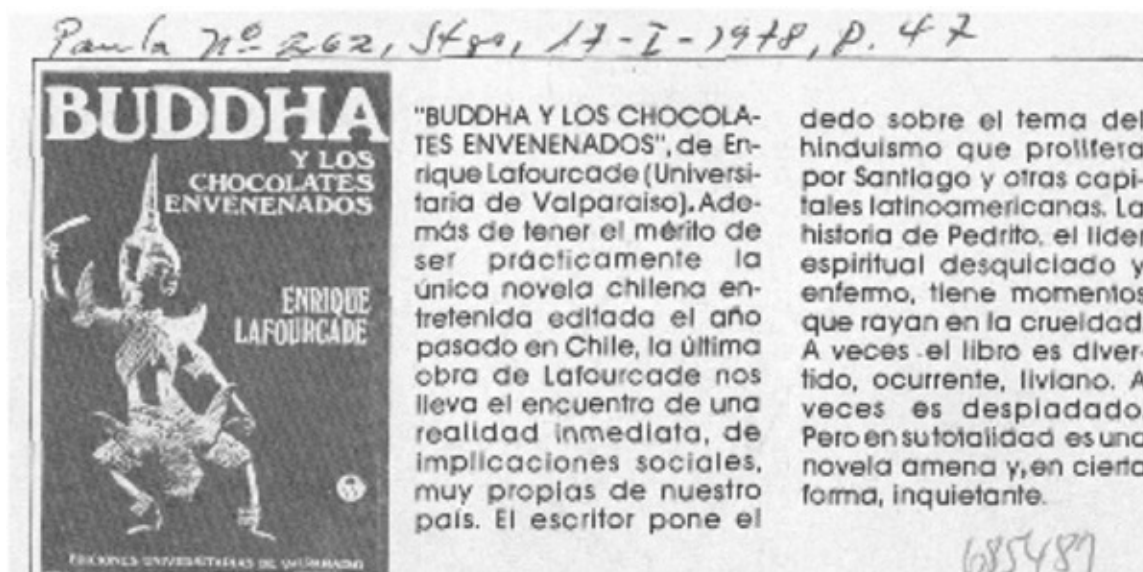 Paula nº 262, Stgo, 17-I-1978, p. 47
BUDDHA
Y LOS
CHOCOLATES
ENVENENADOS
ENRIQUE
LAFOURCADE
EDICIONES UNIVERSITARIAS DE VALPARAISO
"BUDDHA Y LOS CHOCOLA-
TES ENVENENADOS", de En-
rique Lafourcade (Universi-
taria de Valparaíso). Ade-
más de tener el mérito de
ser prácticamente la
única novela chilena en-
tretenida editada el año
pasado en Chile, la última
obra de Lafourcade nos
lleva el encuentro de una
realidad inmediata, de
implicaciones sociales,
muy propias de nuestro
país. El escritor pone el
dedo sobre el tema del
hinduismo que prolifera
por Santiago y otras capi-
tales latinoamericanas. La
historia de Pedrito, el líder
espiritual desquiciado y
enfermo, tiene momentos
que rayan en la crueldad.
A veces el libro es diver-
tido, ocurrente, liviano. A
veces es despiadado.
Pero en su totalidad es una
novela amena y, en cierta
forma, inquietante.
685487